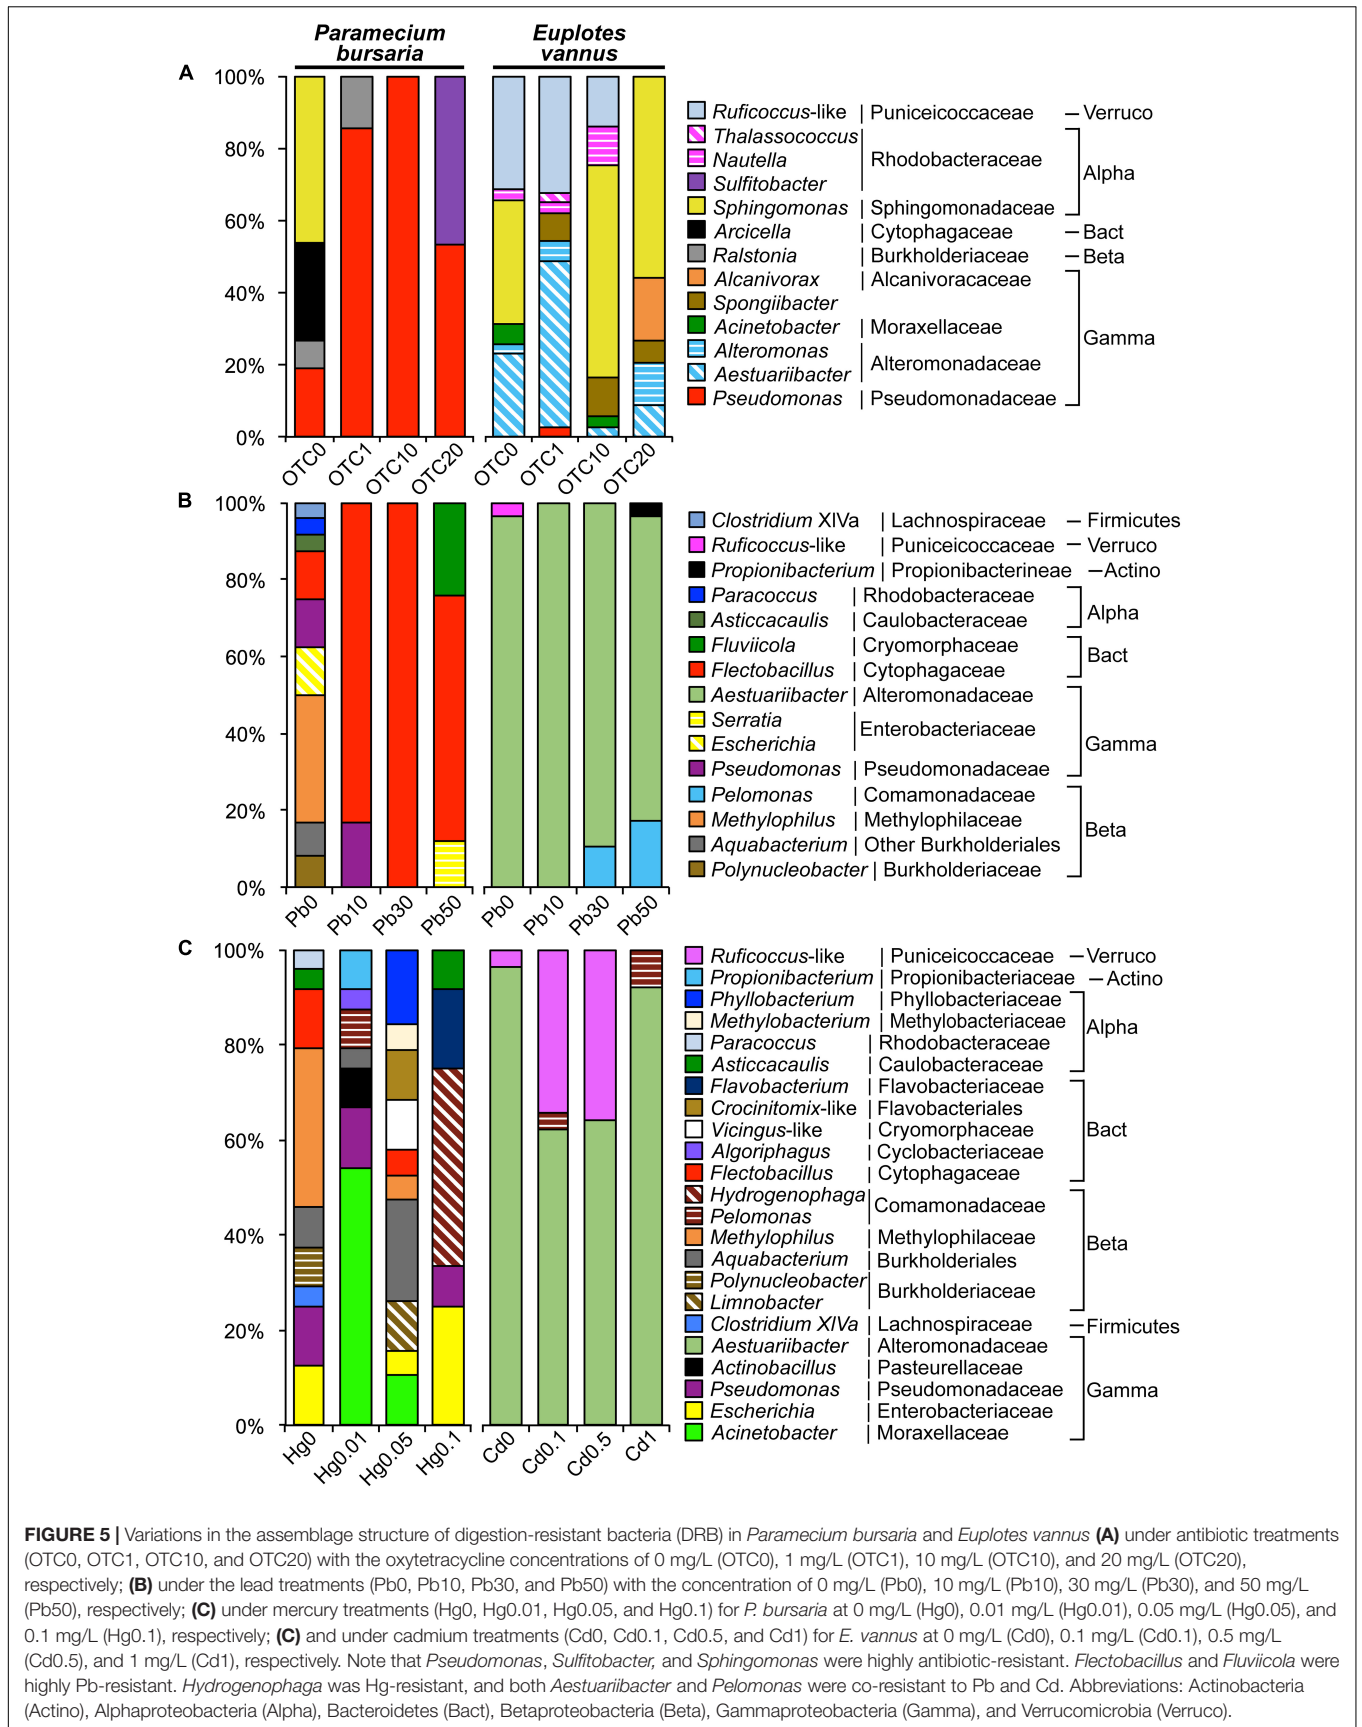 Paramecium bursaria
Euplotes vannus
A
100%
80%
60%
40%
20%
0%
OTC0 OTC1 OTC10 OTC20 OTC0 OTC1 OTC10 OTC20
Ruficoccus-like | Puniceicoccaceae – Verruco
Thalassococcus
Nautella | Rhodobacteraceae
Sulfitobacter
Alpha
Sphingomonas | Sphingomonadaceae
Arcicella | Cytophagaceae – Bact
Ralstonia | Burkholderiaceae – Beta
Alcanivorax | Alcanivoracaceae
Spongiibacter
Acinetobacter | Moraxellaceae
Gamma
Alteromonas
Alteromonadaceae
Aestuariibacter
Pseudomonas | Pseudomonadaceae
B
100%
80%
60%
40%
20%
0%
Pb0 Pb10 Pb30 Pb50 Pb0 Pb10 Pb30 Pb50
Clostridium XIVa | Lachnospiraceae – Firmicutes
Ruficoccus-like | Puniceicoccaceae – Verruco
Propionibacterium | Propionibacterineae –Actino
Paracoccus | Rhodobacteraceae
Alpha
Asticcacaulis | Caulobacteraceae
Fluviicola | Cryomorphaceae
Bact
Flectobacillus | Cytophagaceae
Aestuariibacter | Alteromonadaceae
Serratia
Enterobacteriaceae
Escherichia
Gamma
Pseudomonas | Pseudomonadaceae
Pelomonas | Comamonadaceae
Methylophilus | Methylophilaceae
Beta
Aquabacterium | Other Burkholderiales
Polynucleobacter | Burkholderiaceae
C
100%
80%
60%
40%
20%
0%
Hg0 Hg0.01 Hg0.05 Hg0.1 Cd0 Cd0.1 Cd0.5 Cd1
Ruficoccus-like | Puniceicoccaceae – Verruco
Propionibacterium | Propionibacteriaceae – Actino
Phyllobacterium | Phyllobacteriaceae
Methylobacterium | Methylobacteriaceae
Alpha
Paracoccus | Rhodobacteraceae
Asticcacaulis | Caulobacteraceae
Flavobacterium | Flavobacteriaceae
Crocinitomix-like | Flavobacteriales
Vicingus-like | Cryomorphaceae
Bact
Algoriphagus | Cyclobacteriaceae
Flectobacillus | Cytophagaceae
Hydrogenophaga
Comamonadaceae
Pelomonas
Methylophilus | Methylophilaceae
Beta
Aquabacterium | Burkholderiales
Polynucleobacter
Burkholderiaceae
Limnobacter
Clostridium XIVa | Lachnospiraceae – Firmicutes
Aestuariibacter | Alteromonadaceae
Actinobacillus | Pasteurellaceae
Pseudomonas | Pseudomonadaceae
Gamma
Escherichia | Enterobacteriaceae
Acinetobacter | Moraxellaceae
FIGURE 5 | Variations in the assemblage structure of digestion-resistant bacteria (DRB) in Paramecium bursaria and Euplotes vannus (A) under antibiotic treatments
(OTC0, OTC1, OTC10, and OTC20) with the oxytetracycline concentrations of 0 mg/L (OTC0), 1 mg/L (OTC1), 10 mg/L (OTC10), and 20 mg/L (OTC20),
respectively; (B) under the lead treatments (Pb0, Pb10, Pb30, and Pb50) with the concentration of 0 mg/L (Pb0), 10 mg/L (Pb10), 30 mg/L (Pb30), and 50 mg/L
(Pb50), respectively; (C) under mercury treatments (Hg0, Hg0.01, Hg0.05, and Hg0.1) for P. bursaria at 0 mg/L (Hg0), 0.01 mg/L (Hg0.01), 0.05 mg/L (Hg0.05), and
0.1 mg/L (Hg0.1), respectively; (C) and under cadmium treatments (Cd0, Cd0.1, Cd0.5, and Cd1) for E. vannus at 0 mg/L (Cd0), 0.1 mg/L (Cd0.1), 0.5 mg/L
(Cd0.5), and 1 mg/L (Cd1), respectively. Note that Pseudomonas, Sulfitobacter, and Sphingomonas were highly antibiotic-resistant. Flectobacillus and Fluviicola were
highly Pb-resistant. Hydrogenophaga was Hg-resistant, and both Aestuariibacter and Pelomonas were co-resistant to Pb and Cd. Abbreviations: Actinobacteria
(Actino), Alphaproteobacteria (Alpha), Bacteroidetes (Bact), Betaproteobacteria (Beta), Gammaproteobacteria (Gamma), and Verrucomicrobia (Verruco).